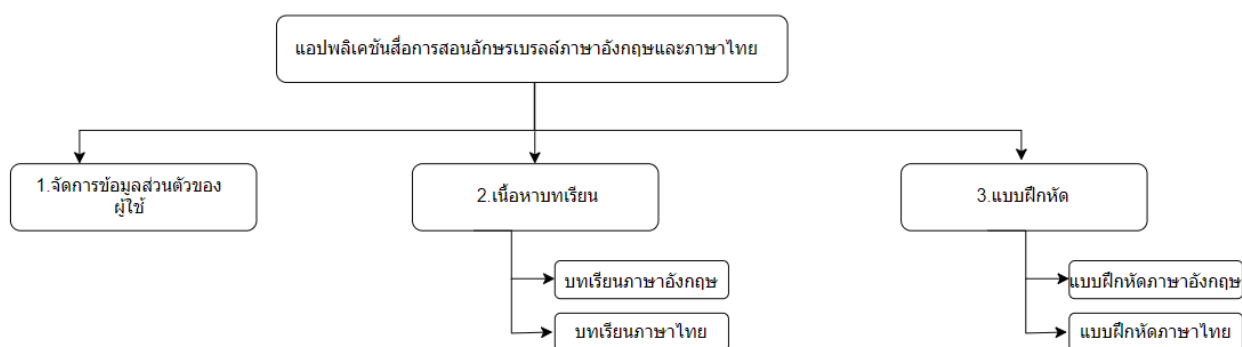 แอปพลิเคชันสื่อการสอนอักษรเบรลล์ภาษาอังกฤษและภาษาไทย
1.จัดการข้อมูลส่วนตัวของ
ผู้ใช้
2.เนื้อหาบทเรียน
3.แบบฝึกหัด
บทเรียนภาษาอังกฤษ
แบบฝึกหัดภาษาอังกฤษ
บทเรียนภาษาไทย
แบบฝึกหัดภาษาไทย